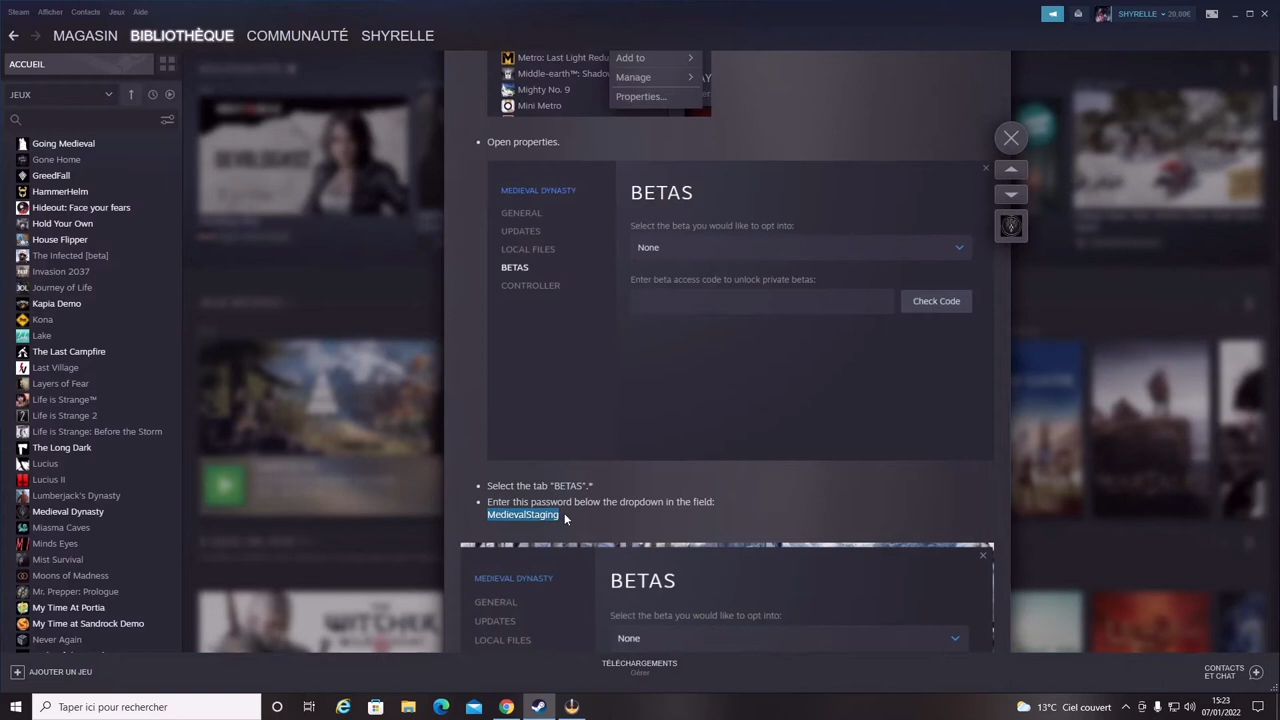 Steam Afficher Contacts Jeux Aide
SHYRELLE 20,00€
MAGASIN BIBLIOTHÈQUE COMMUNAUTÉ SHYRELLE
ACCUEIL
JEUX
Going Medieval
Gone Home
GreedFall
HammerHelm
Hideout: Face your fears
Hold Your Own
House Flipper
The Infected [beta]
Invasion 2037
Journey of Life
Kapia Demo
Kona
Lake
The Last Campfire
Last Village
Layers of Fear
Life is Strange™
Life is Strange 2
Life is Strange: Before the Storm
The Long Dark
Lucius
Lucius II
Lumberjack's Dynasty
Medieval Dynasty
Miasma Caves
Minds Eyes
Mist Survival
Moons of Madness
Mr. Prepper: Prologue
My Time At Portia
My Time at Sandrock Demo
Never Again
Metro: Last Light Redu
Middle-earth™: Shado
Mighty No. 9
Mini Metro
Add to
Manage
Properties...
Open properties.
MEDIEVAL DYNASTY
GENERAL
UPDATES
LOCAL FILES
BETAS
CONTROLLER
BETAS
Select the beta you would like to opt into:
None
Enter beta access code to unlock private betas:
Check Code
Select the tab "BETAS".*
Enter this password below the dropdown in the field:
MedievalStaging
MEDIEVAL DYNASTY
GENERAL
UPDATES
LOCAL FILES
BETAS
Select the beta you would like to opt into:
None
AJOUTER UN JEU
TÉLÉCHARGEMENTS
Gérer
CONTACTS
ET CHAT
Taper ici pour rechercher
13°C Ciel couvert
15:23
07/01/2022